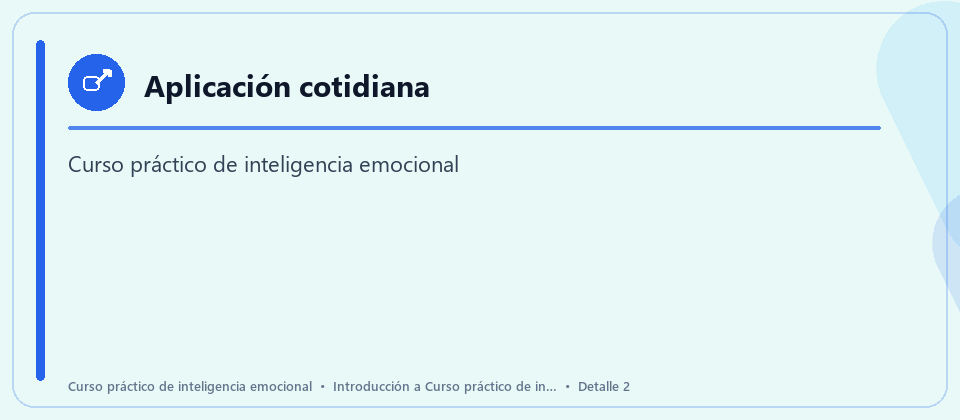 Aplicación cotidiana
Curso práctico de inteligencia emocional
Curso práctico de inteligencia emocional • Introducción a Curso práctico de in... • Detalle 2